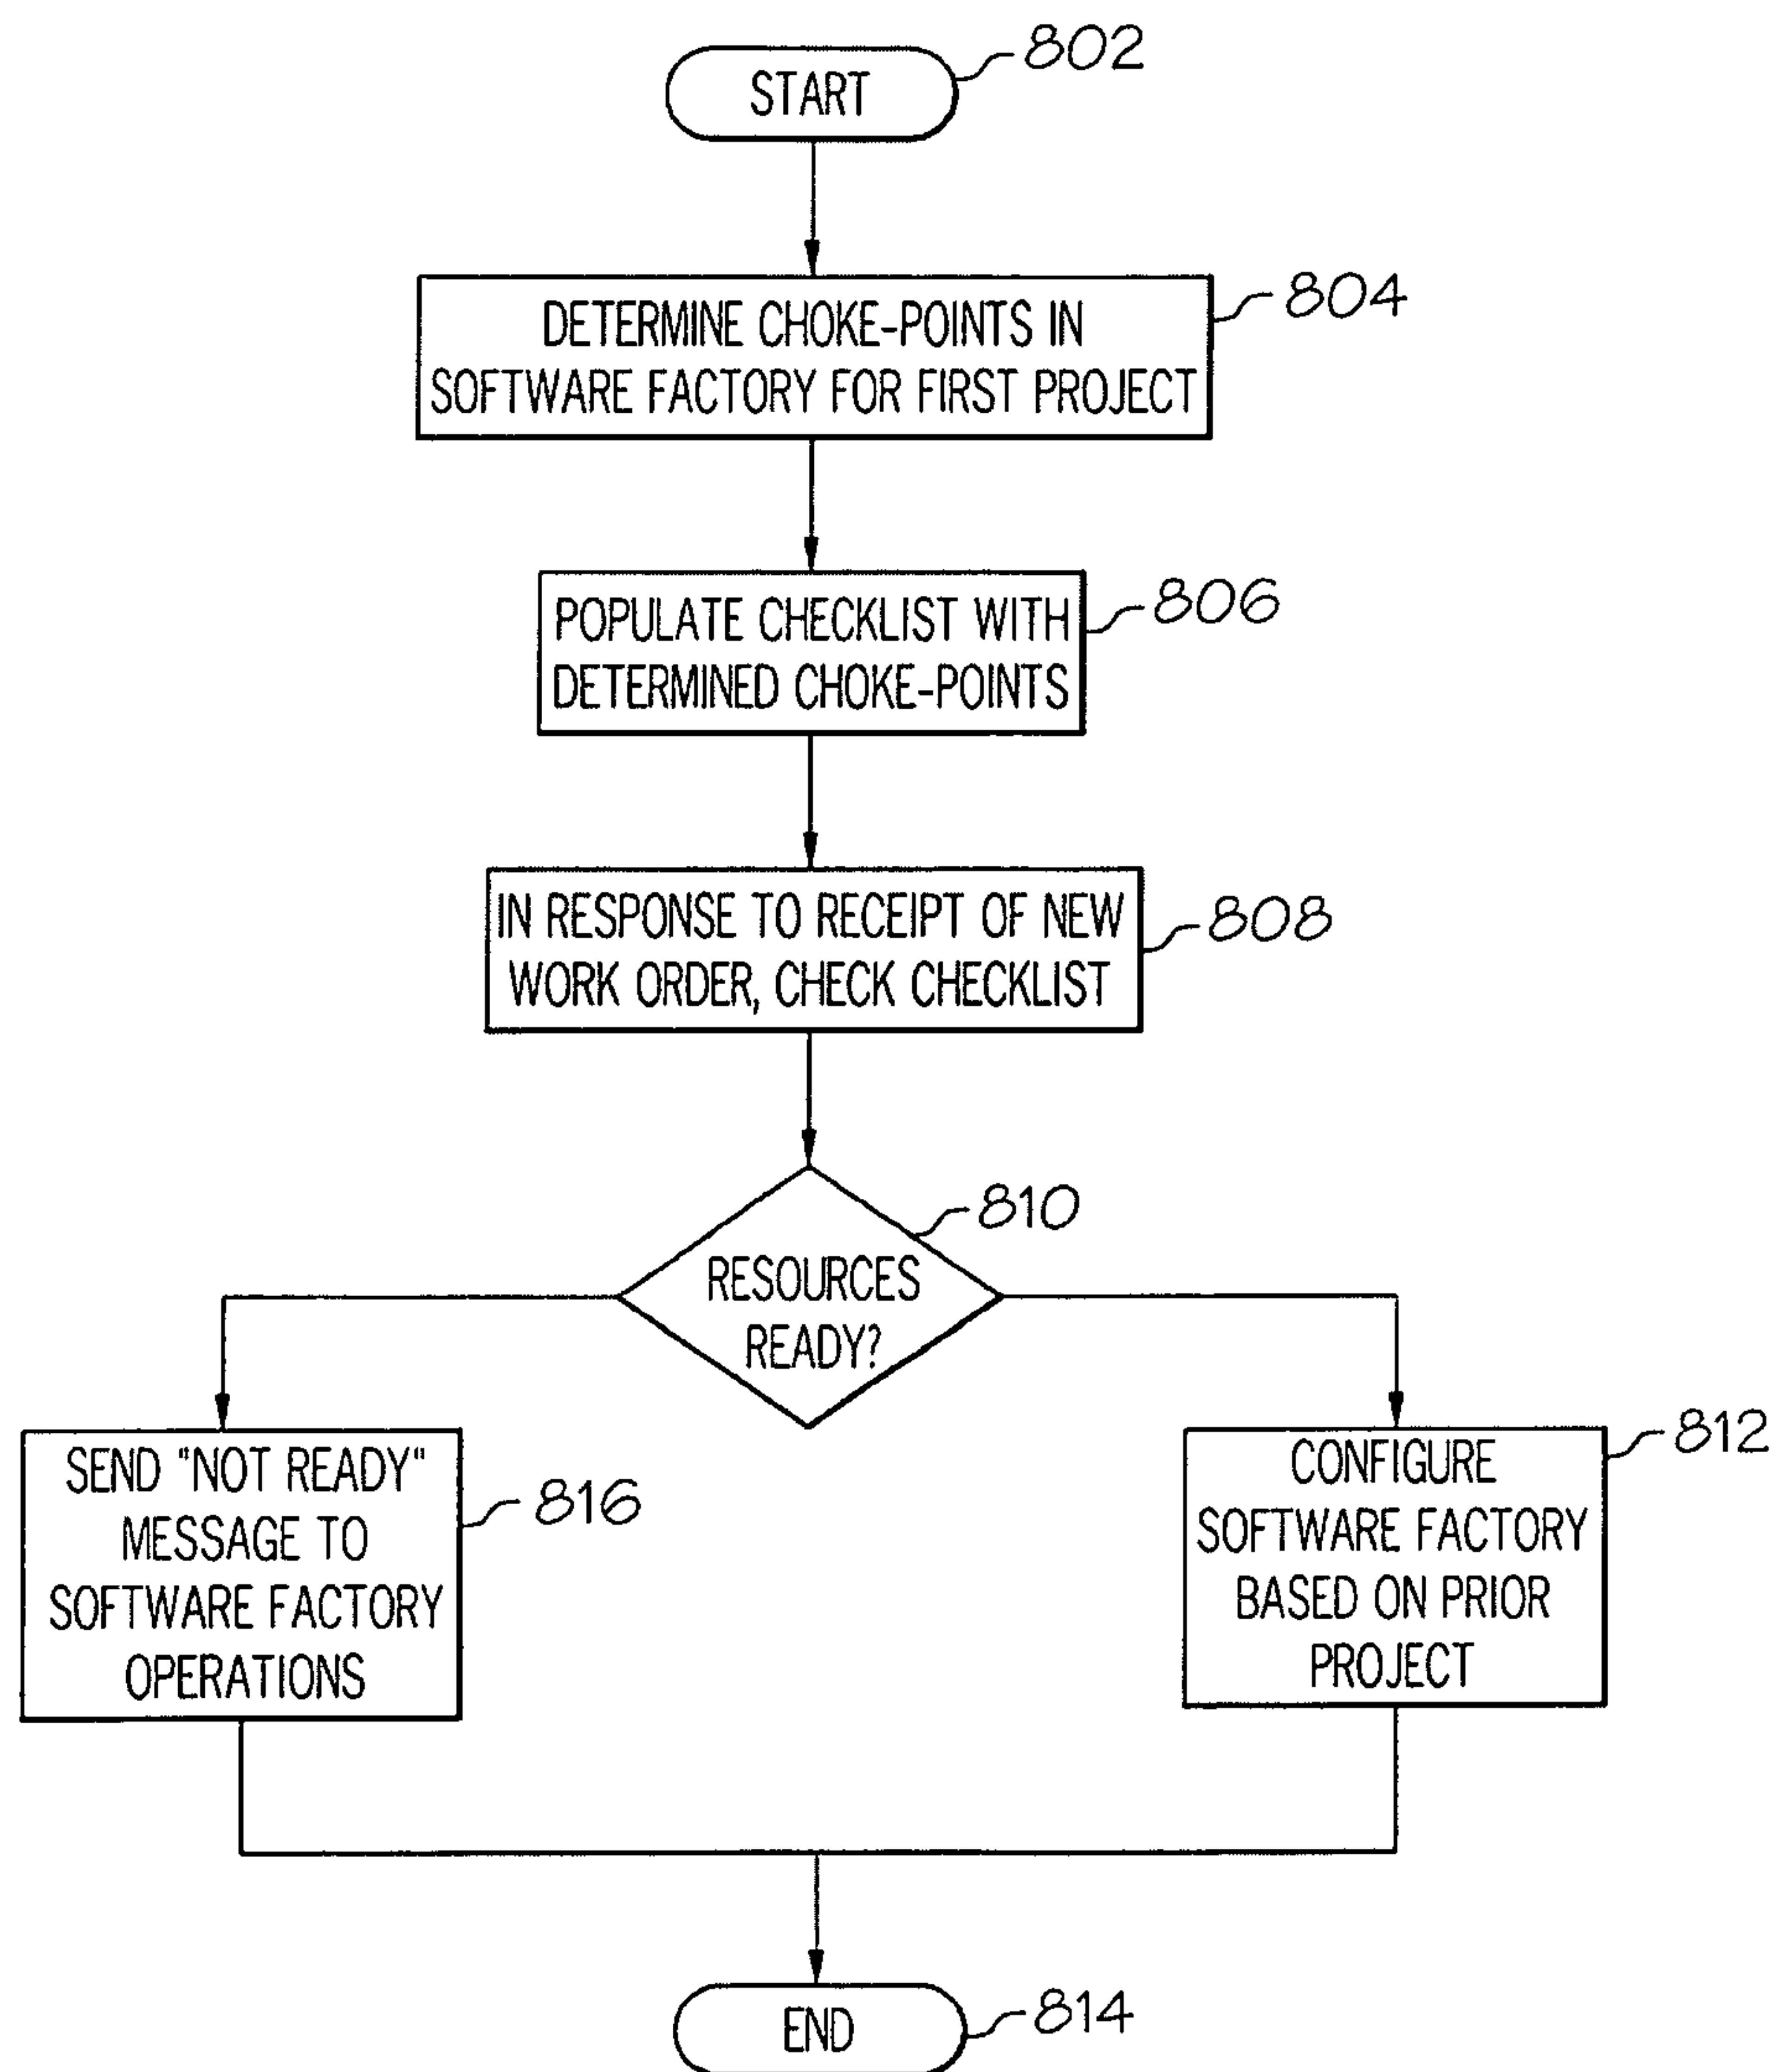 802
START
804
DETERMINE CHOKE-POINTS IN
SOFTWARE FACTORY FOR FIRST PROJECT
806
POPULATE CHECKLIST WITH
DETERMINED CHOKE-POINTS
808
IN RESPONSE TO RECEIPT OF NEW
WORK ORDER, CHECK CHECKLIST
810
RESOURCES
READY?
SEND "NOT READY"
MESSAGE TO
SOFTWARE FACTORY
OPERATIONS
816
812
CONFIGURE
SOFTWARE FACTORY
BASED ON PRIOR
PROJECT
END
814